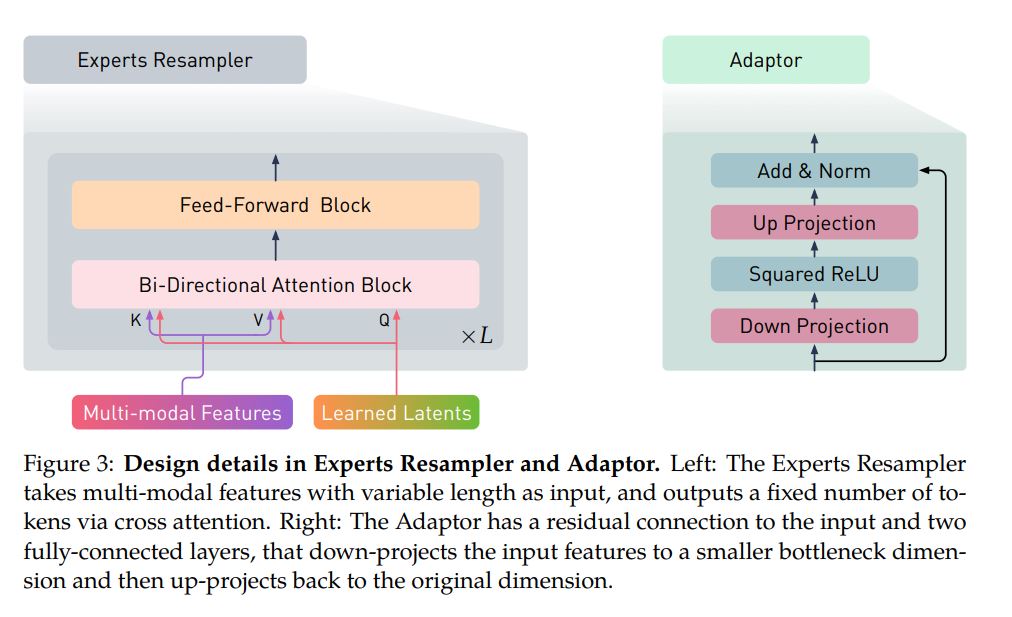 Experts Resampler
Feed-Forward Block
Bi-Directional Attention Block
K
V
Q
×L
Multi-modal Features
Learned Latents
Adaptor
Add & Norm
Up Projection
Squared ReLU
Down Projection
Figure 3: Design details in Experts Resampler and Adaptor. Left: The Experts Resampler
takes multi-modal features with variable length as input, and outputs a fixed number of to-
kens via cross attention. Right: The Adaptor has a residual connection to the input and two
fully-connected layers, that down-projects the input features to a smaller bottleneck dimen-
sion and then up-projects back to the original dimension.